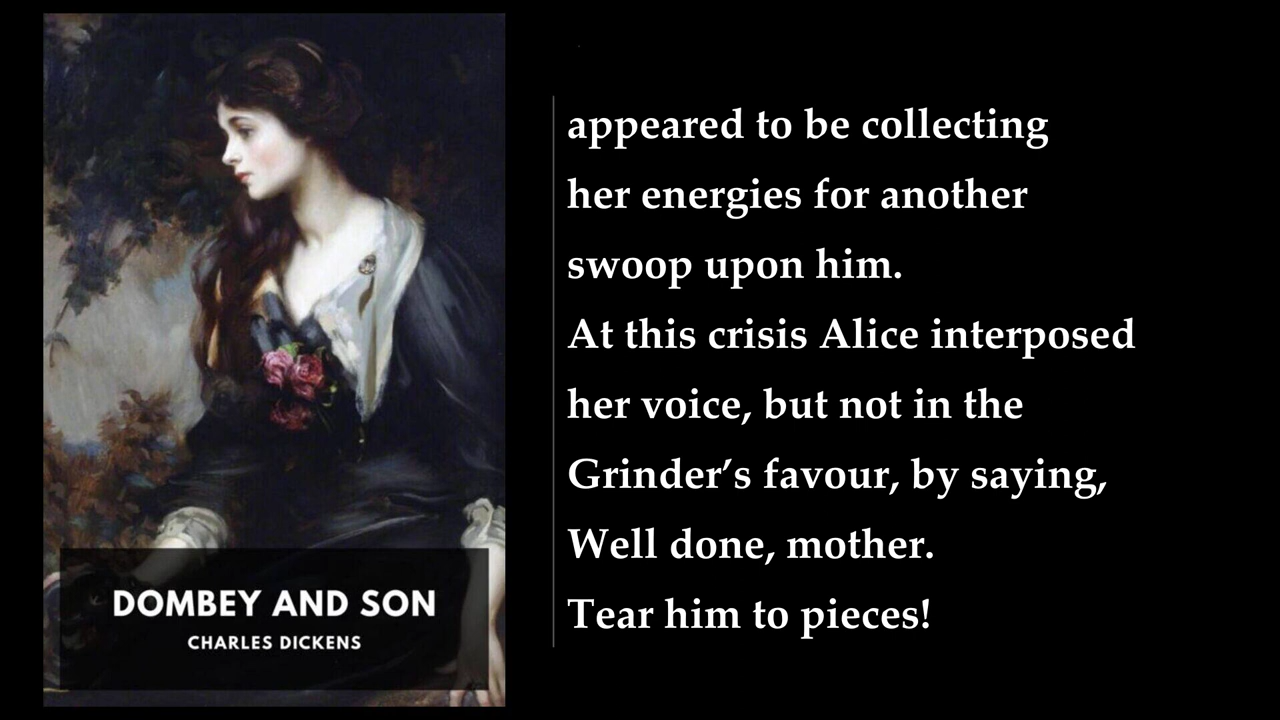 DOMBEY AND SON
CHARLES DICKENS
appeared to be collecting
her energies for another
swoop upon him.
At this crisis Alice interposed
her voice, but not in the
Grinder’s favour, by saying,
Well done, mother.
Tear him to pieces!